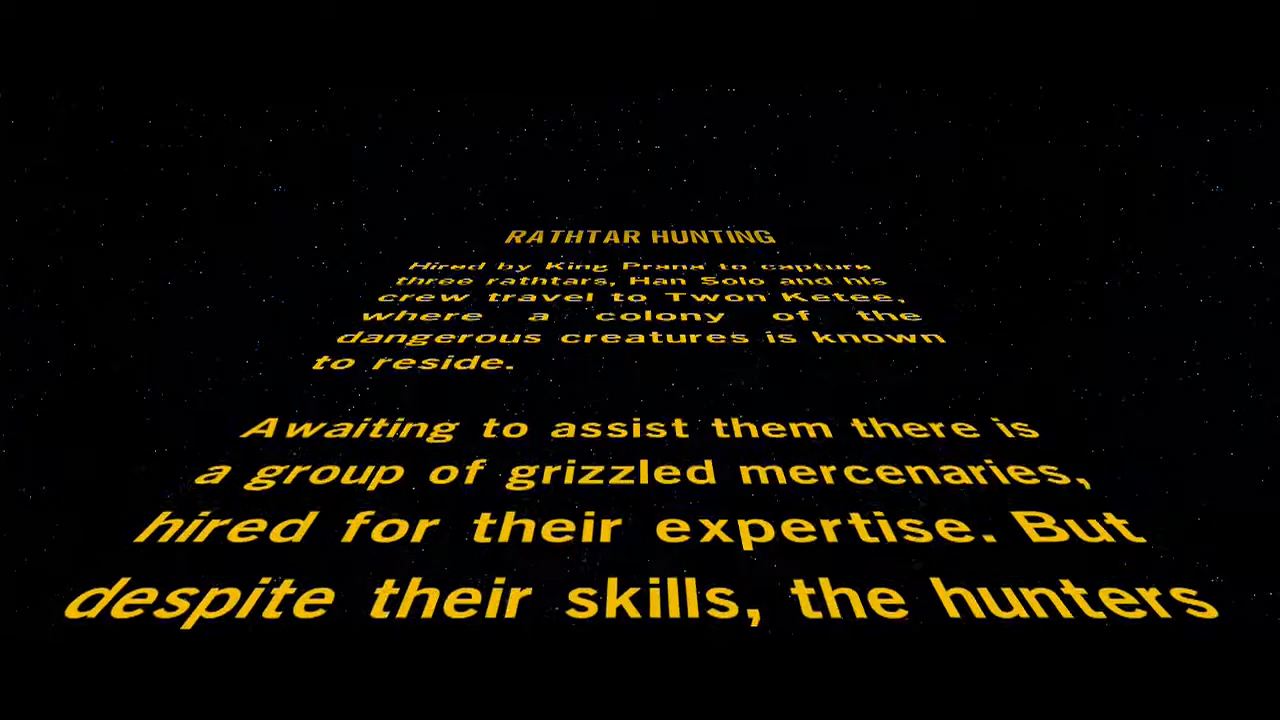 RATHTAR HUNTING
Hired by King Prana to capture
three rathtars, Han Solo and his
crew travel to Twon Ketee,
where a colony of the
dangerous creatures is known
to reside.
Awaiting to assist them there is
a group of grizzled mercenaries,
hired for their expertise. But
despite their skills, the hunters